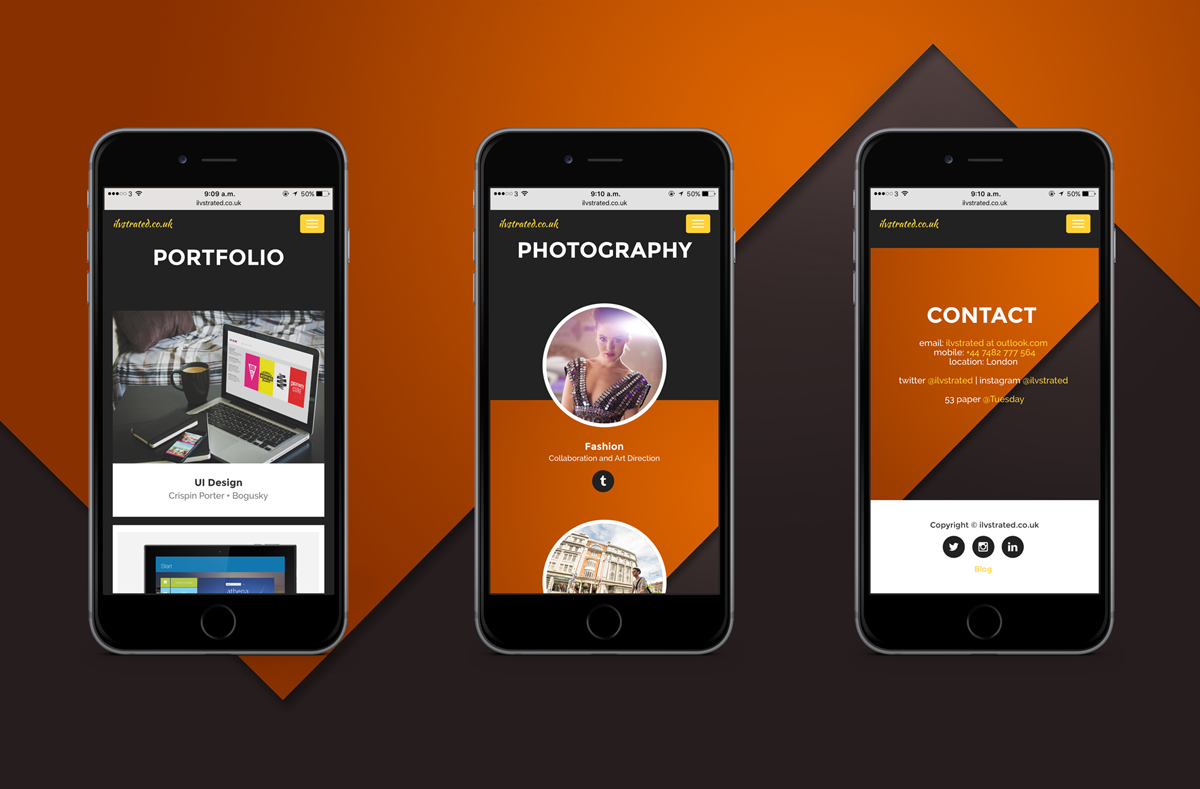 3
9:09 a.m.
50%
ilvstrated.co.uk
ilvstrated.co.uk
PORTFOLIO
UI Design
Crispin Porter + Bogusky
Start
athena
3
9:10 a.m.
50%
ilvstrated.co.uk
ilvstrated.co.uk
PHOTOGRAPHY
Fashion
Collaboration and Art Direction
t
3
9:10 a.m.
50%
ilvstrated.co.uk
ilvstrated.co.uk
CONTACT
email: ilvstrated at outlook.com
mobile: +44 7482 777 564
location: London
twitter @ilvstrated | instagram @ilvstrated
53 paper @Tuesday
Copyright © ilvstrated.co.uk
in
Blog